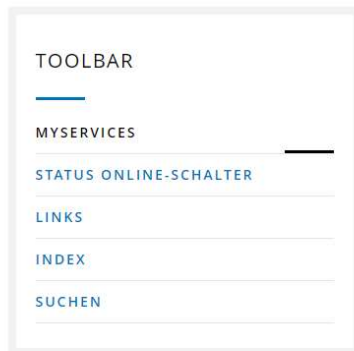 TOOLBAR
MYSERVICES
STATUS ONLINE-SCHALTER
LINKS
INDEX
SUCHEN